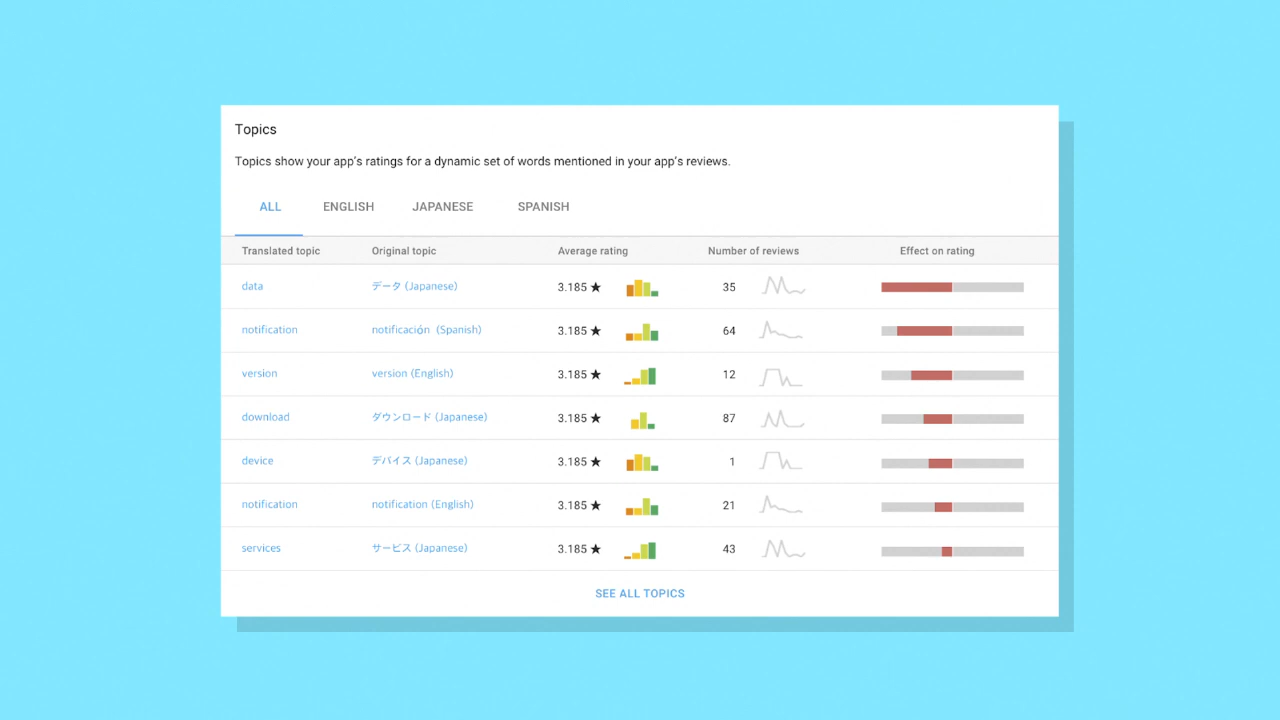 Topics
Topics show your app's ratings for a dynamic set of words mentioned in your app's reviews.
ALL ENGLISH JAPANESE SPANISH
Translated topic Original topic Average rating Number of reviews Effect on rating
data データ (Japanese) 3.185 ★ 35
notification notificación (Spanish) 3.185 ★ 64
version version (English) 3.185 ★ 12
download ダウンロード (Japanese) 3.185 ★ 87
device デバイス (Japanese) 3.185 ★ 1
notification notification (English) 3.185 ★ 21
services サービス (Japanese) 3.185 ★ 43
SEE ALL TOPICS